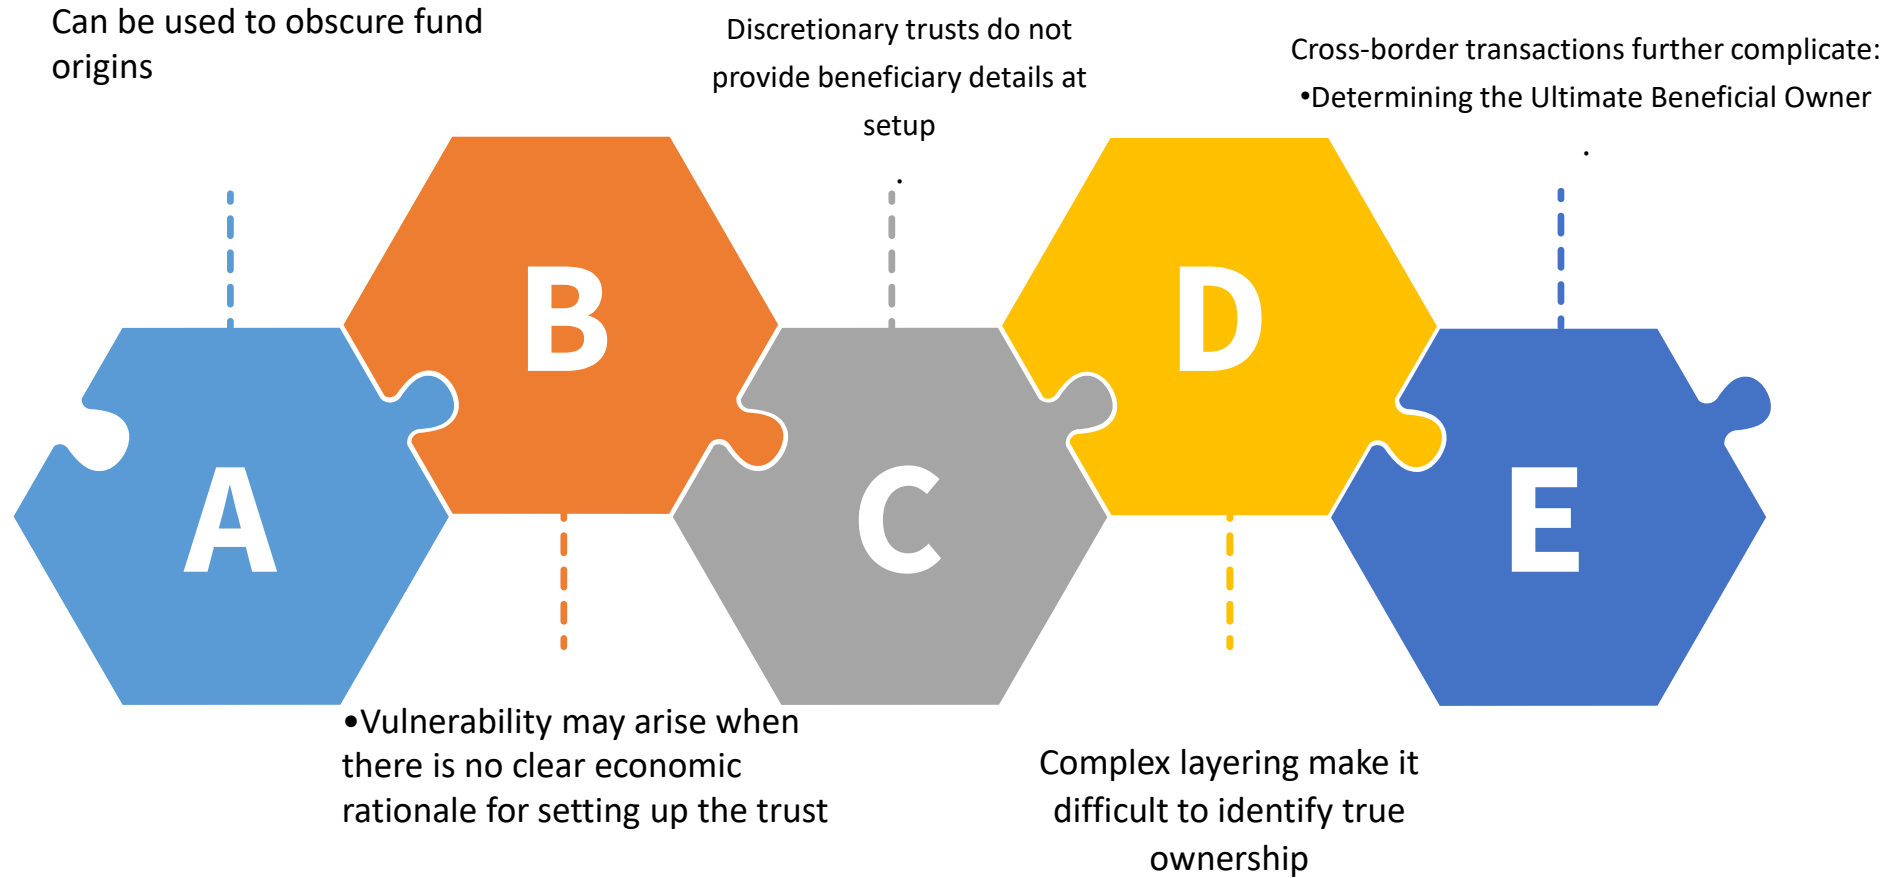 Can be used to obscure fund
origins
Discretionary trusts do not
provide beneficiary details at
setup
.
Cross-border transactions further complicate:
•Determining the Ultimate Beneficial Owner
.
A
B
C
D
E
•Vulnerability may arise when
there is no clear economic
rationale for setting up the trust
Complex layering make it
difficult to identify true
ownership